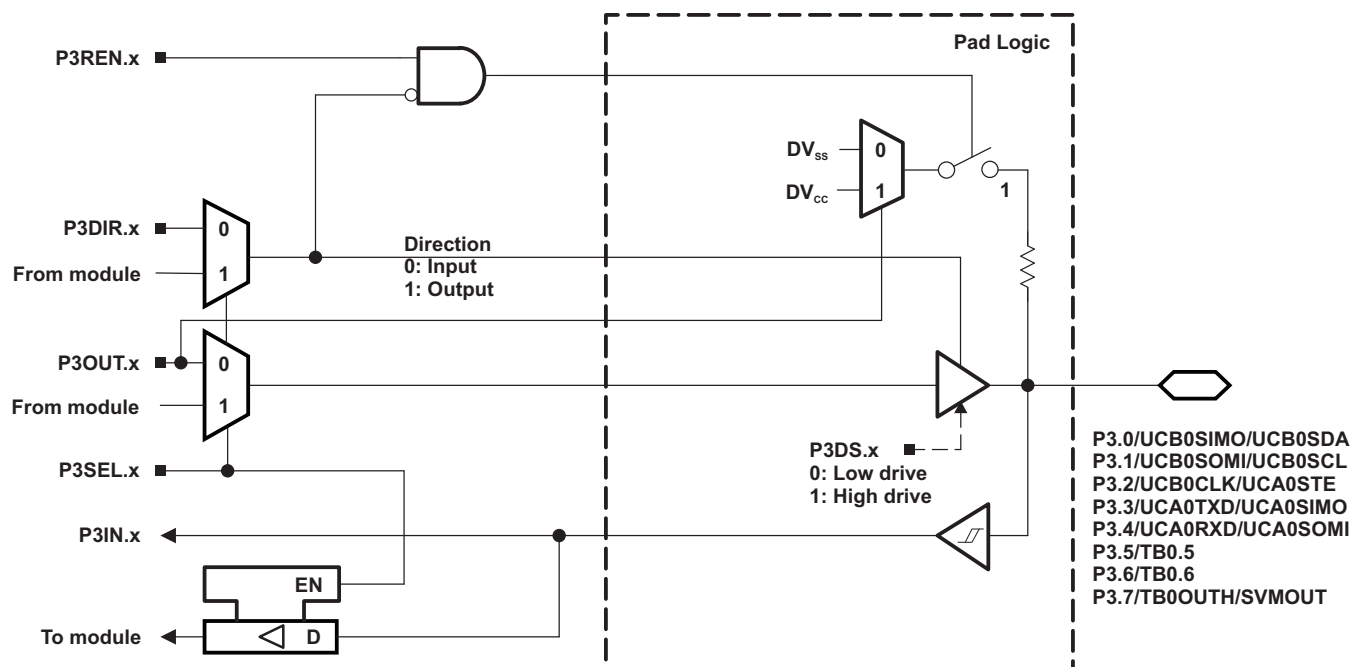 Pad Logic
P3REN.x
DVSS
0
DVCC
1
1
P3DIR.x
0
From module
1
Direction
0: Input
1: Output
P3OUT.x
0
From module
1
P3SEL.x
P3DS.x
0: Low drive
1: High drive
P3IN.x
EN
To module
D
P3.0/UCB0SIMO/UCB0SDA
P3.1/UCB0SOMI/UCB0SCL
P3.2/UCB0CLK/UCA0STE
P3.3/UCA0TXD/UCA0SIMO
P3.4/UCA0RXD/UCA0SOMI
P3.5/TB0.5
P3.6/TB0.6
P3.7/TB0OUTH/SVMOUT